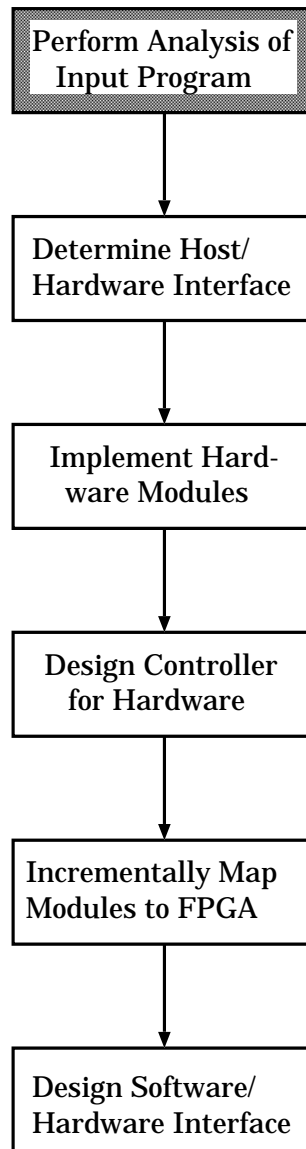 Perform Analysis of
Input Program
Determine Host/
Hardware Interface
Implement Hard-
ware Modules
Design Controller
for Hardware
Incrementally Map
Modules to FPGA
Design Software/
Hardware Interface